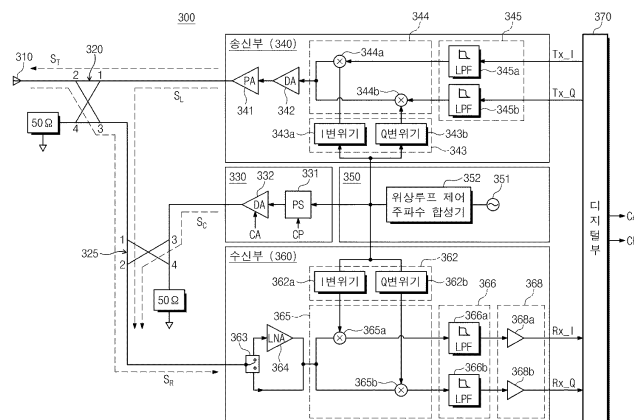 300
310
320
S_T
2 1
4 3
S_L
50Ω
송신부 (340)
344
345
344a
344b
PA
341
DA
342
LPF
345a
LPF
345b
Tx_I
Tx_Q
370
343a
I변위기
Q변위기
343b
343
330
332
331
DA
PS
CA
CP
S_C
350
352
위상루프 제어
주파수 합성기
351
디지털부
325
1 3
2 4
50Ω
S_R
수신부 (360)
362
362a
I변위기
Q변위기
362b
363
LNA
364
365
365a
365b
366
366a
LPF
366b
LPF
368
368a
368b
Rx_I
Rx_Q